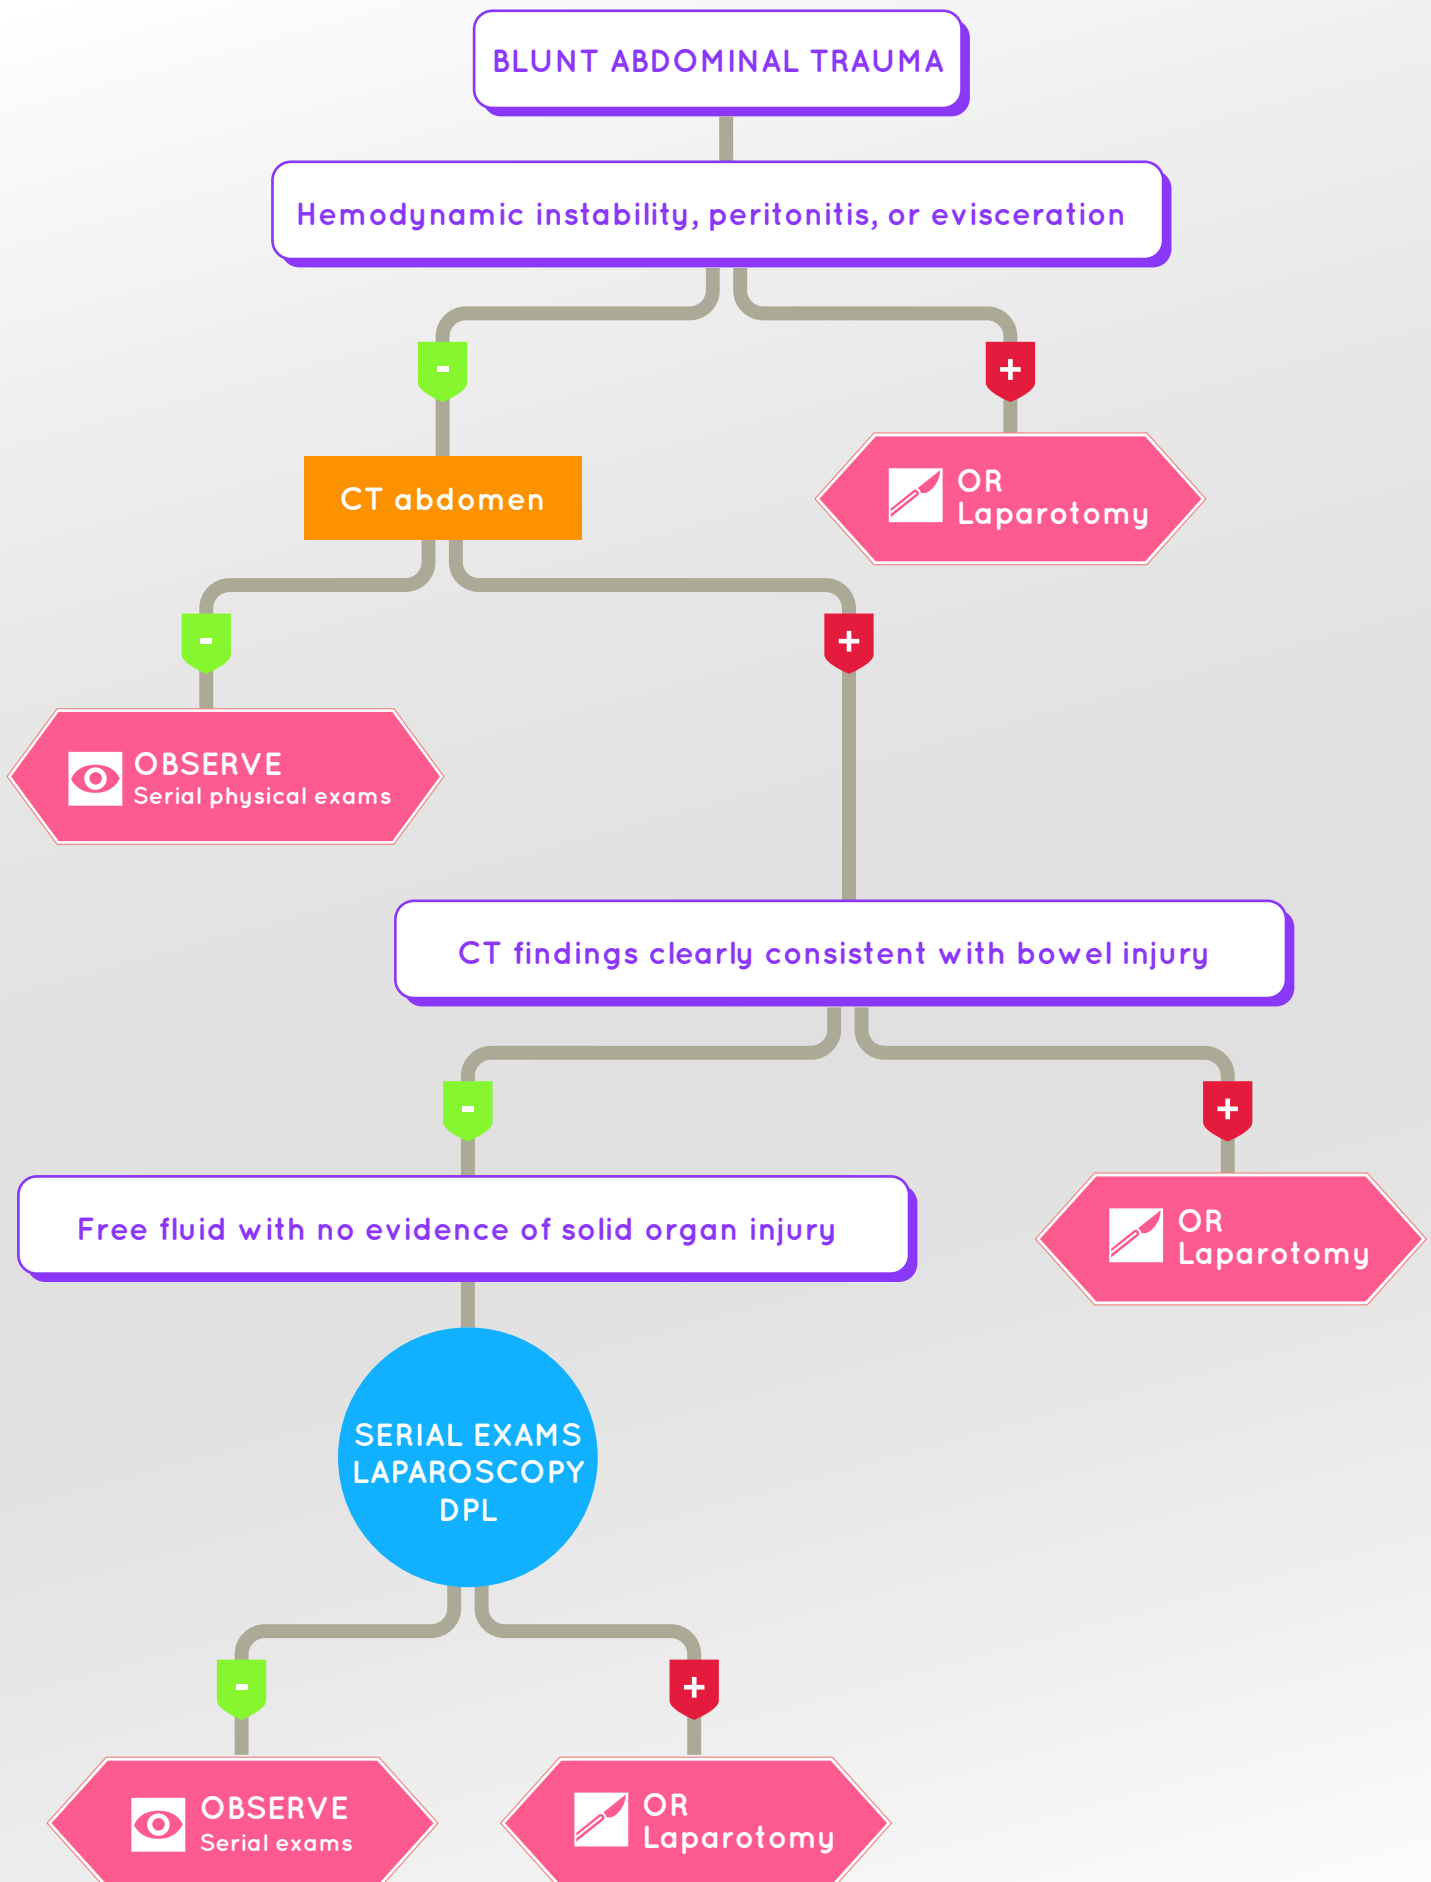 BLUNT ABDOMINAL TRAUMA
Hemodynamic instability, peritonitis, or evisceration
-
+
CT abdomen
OR
Laparotomy
-
+
OBSERVE
Serial physical exams
CT findings clearly consistent with bowel injury
-
+
Free fluid with no evidence of solid organ injury
OR
Laparotomy
SERIAL EXAMS
LAPAROSCOPY
DPL
-
+
OBSERVE
Serial exams
OR
Laparotomy